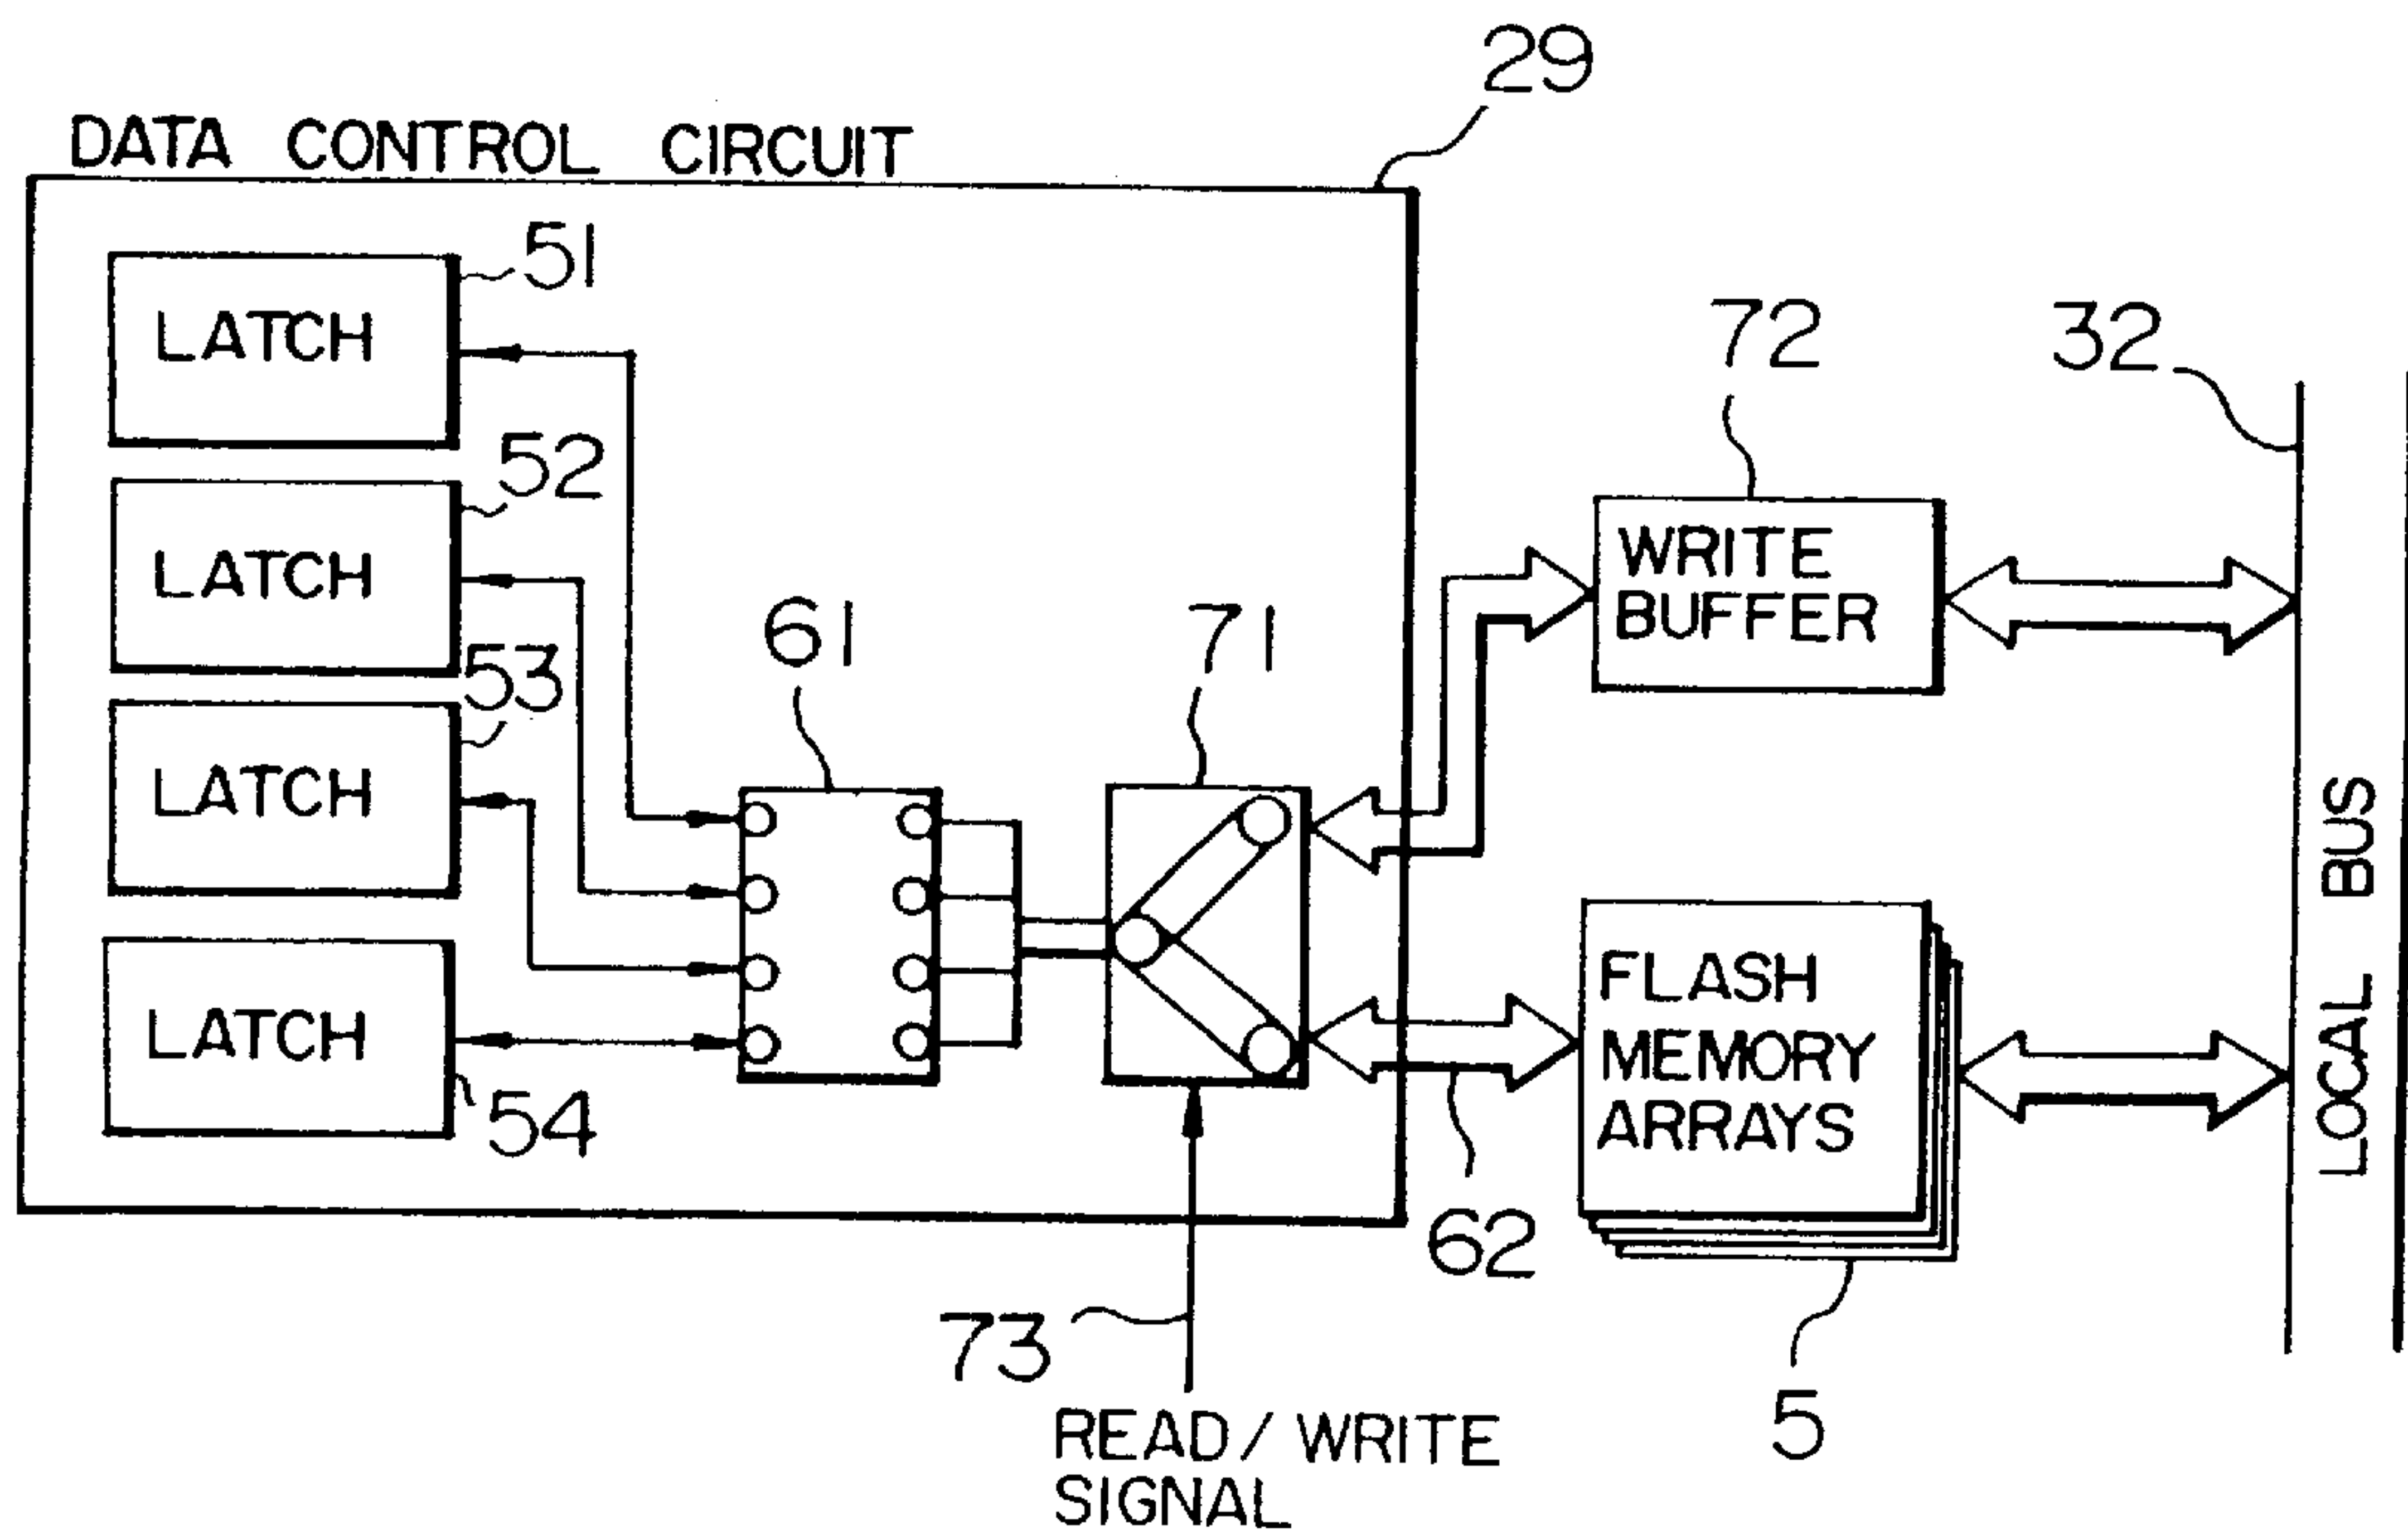 29
DATA CONTROL CIRCUIT
51
LATCH
52
LATCH
53
LATCH
54
LATCH
61
71
72
WRITE
BUFFER
32
LOCAL BUS
FLASH
MEMORY
ARRAYS
62
5
73
READ/WRITE
SIGNAL